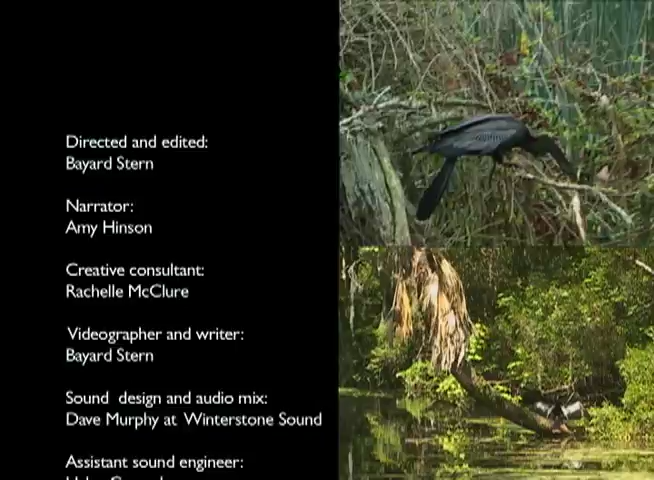 Directed and edited:
Bayard Stern
Narrator:
Amy Hinson
Creative consultant:
Rachelle McClure
Videographer and writer:
Bayard Stern
Sound design and audio mix:
Dave Murphy at Winterstone Sound
Assistant sound engineer: